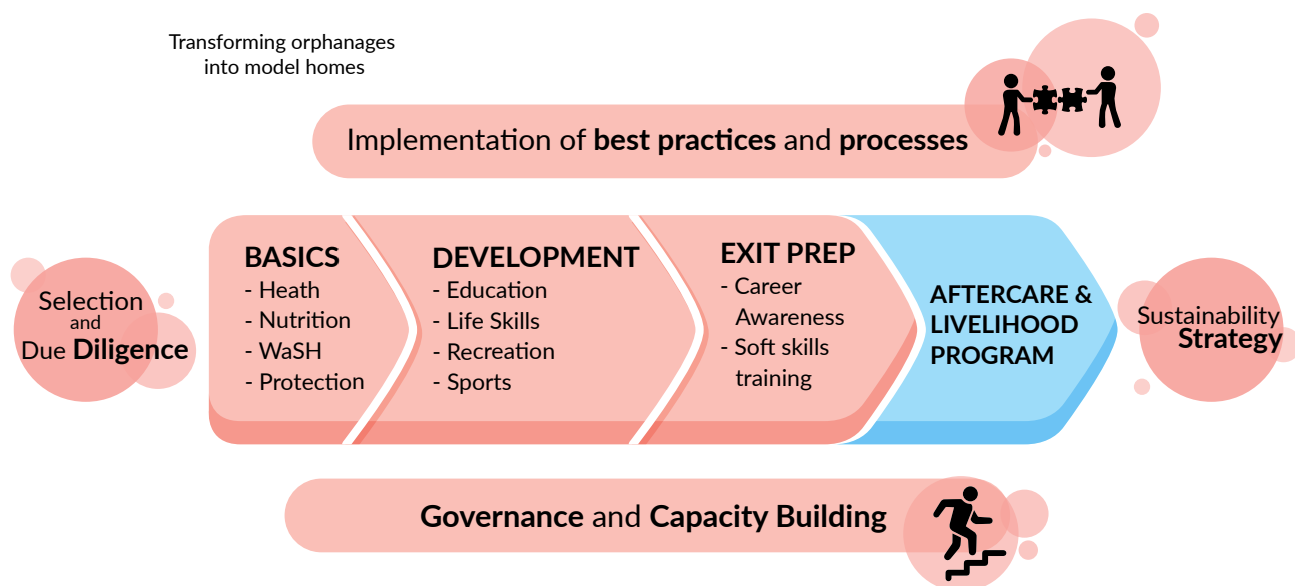 Transforming orphanages
into model homes
Implementation of best practices and processes
Selection
and
Due Diligence
BASICS
- Heath
- Nutrition
- WaSH
- Protection
DEVELOPMENT
- Education
- Life Skills
- Recreation
- Sports
EXIT PREP
- Career
Awareness
- Soft skills
training
AFTERCARE &
LIVELIHOOD
PROGRAM
Sustainability
Strategy
Governance and Capacity Building